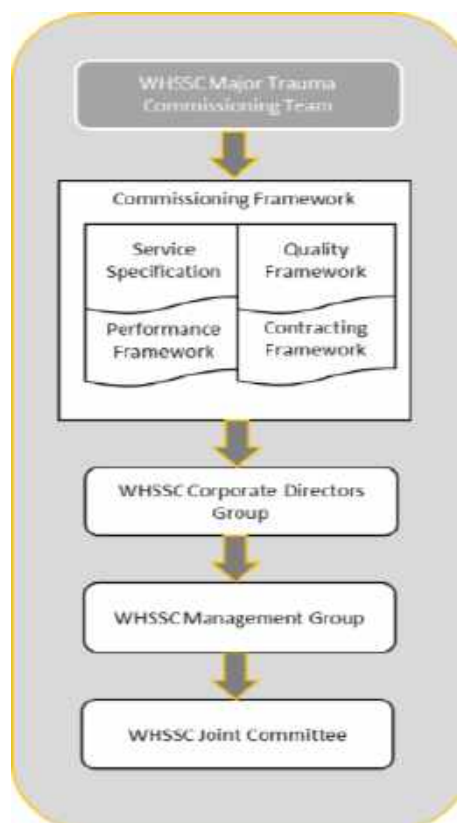 WHSSC Major Trauma
Commissioning Team
Commissioning Framework
Service
Specification
Quality
Framework
Performance
Framework
Contracting
Framework
WHSSC Corporate Directors
Group
WHSSC Management Group
WHSSC Joint Committee